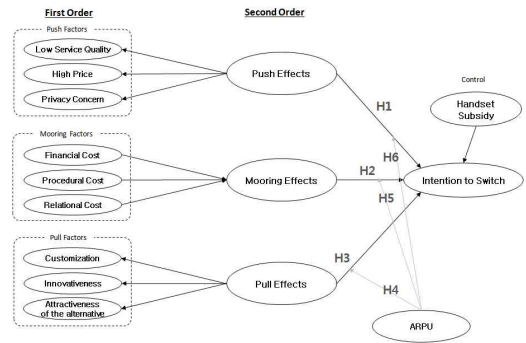 First Order
Second Order
Push Factors
Low Service Quality
High Price
Privacy Concern
Push Effects
H1
Control
Handset
Subsidy
Mooring Factors
Financial Cost
Procedural Cost
Relational Cost
Mooring Effects
H2
H6
H5
Intention to Switch
Pull Factors
Customization
Innovativeness
Attractiveness
of the alternative
Pull Effects
H3
H4
ARPU